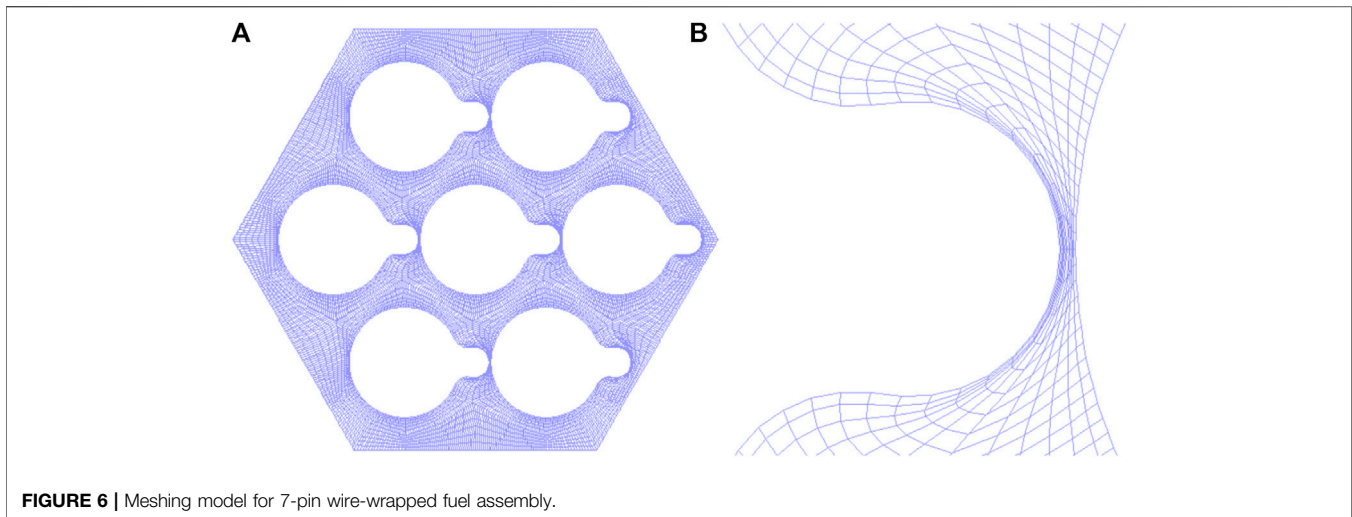 A
B
FIGURE 6 | Meshing model for 7-pin wire-wrapped fuel assembly.